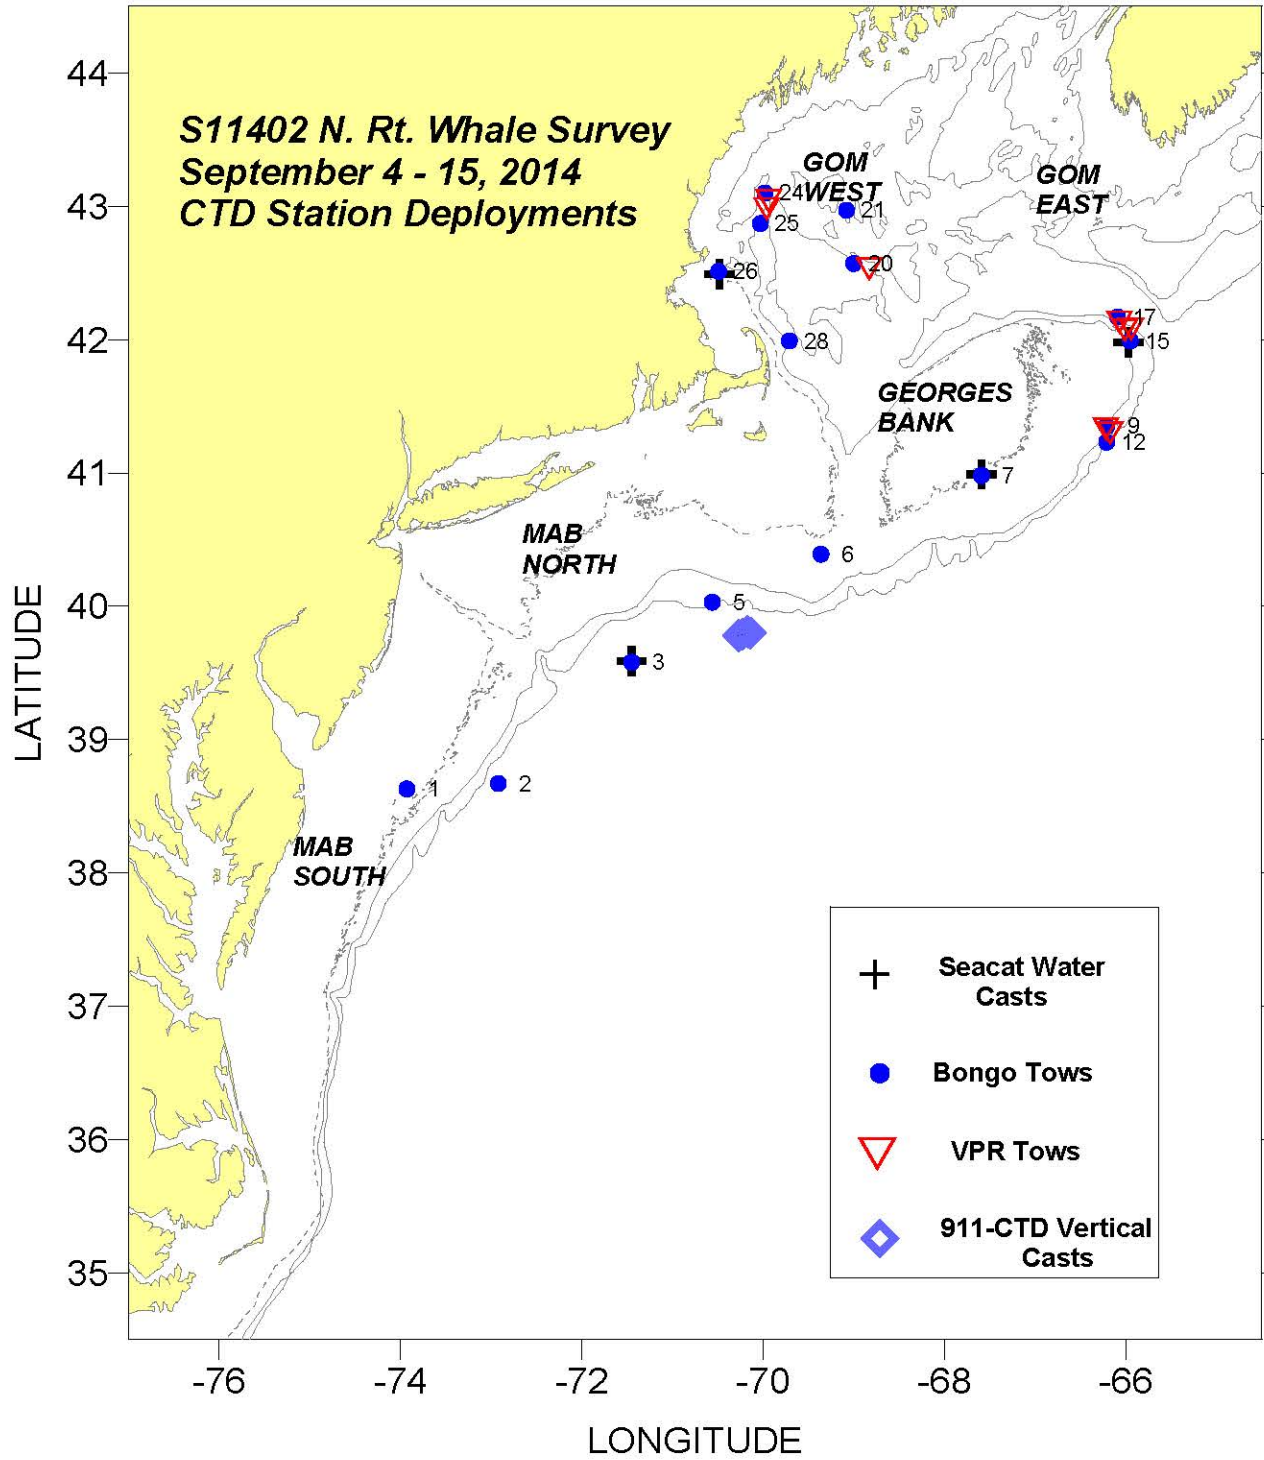 S11402 N. Rt. Whale Survey
September 4 - 15, 2014
CTD Station Deployments
44
43
42
41
40
39
38
37
36
35
LATITUDE
GOM
WEST
GOM
EAST
24
21
25
26
20
17
28
15
GEORGES
BANK
9
12
7
MAB
NORTH
6
5
3
1
2
MAB
SOUTH
Seacat Water
Casts
Bongo Tows
VPR Tows
911-CTD Vertical
Casts
-76
-74
-72
-70
-68
-66
LONGITUDE